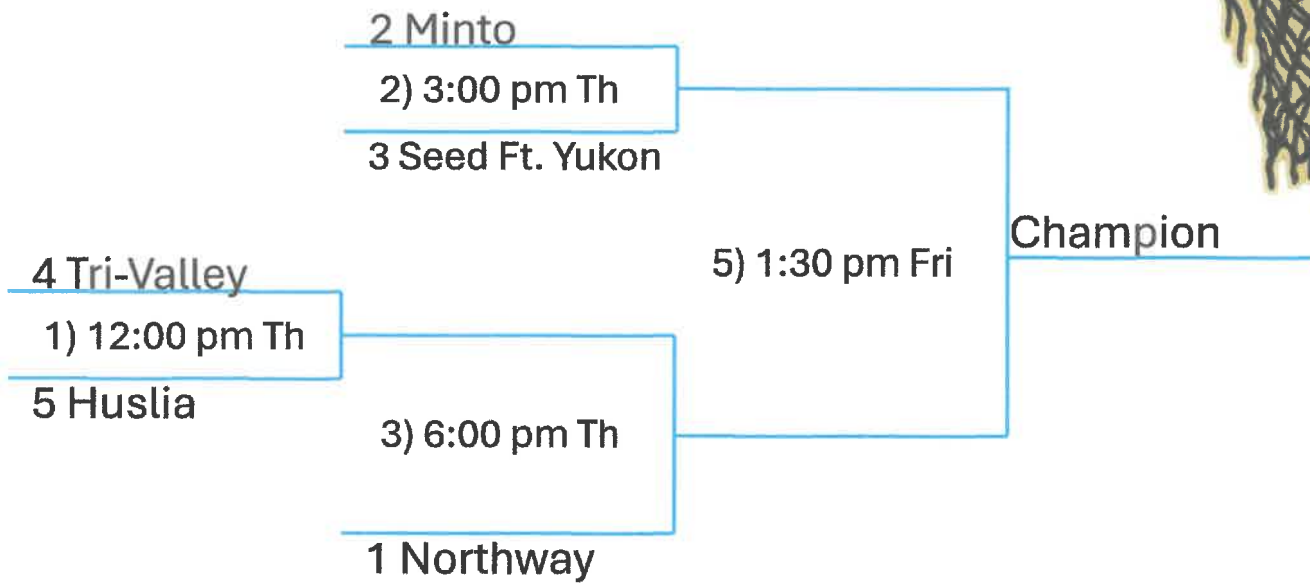 2 Minto
2) 3:00 pm Th
3 Seed Ft. Yukon
Champion
5) 1:30 pm Fri
4 Tri-Valley
1) 12:00 pm Th
5 Huslia
3) 6:00 pm Th
1 Northway